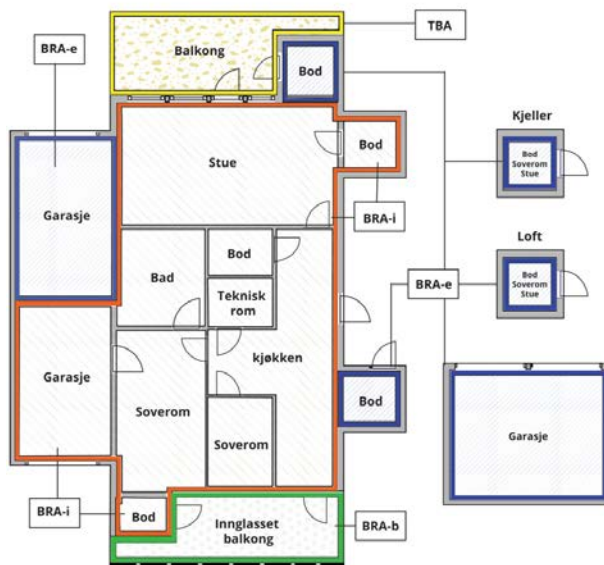 TBA
BRA-e
Balkong
Bod
Kjeller
Bod
Soverom
Stue
Stue
Bod
Garasje
BRA-i
Loft
Bod
Bad
Bod
Soverom
Stue
Teknisk
rom
BRA-e
Garasje
kjøkken
Soverom
Bod
Garasje
Soverom
BRA-i
Bod
Innglasset
balkong
BRA-b